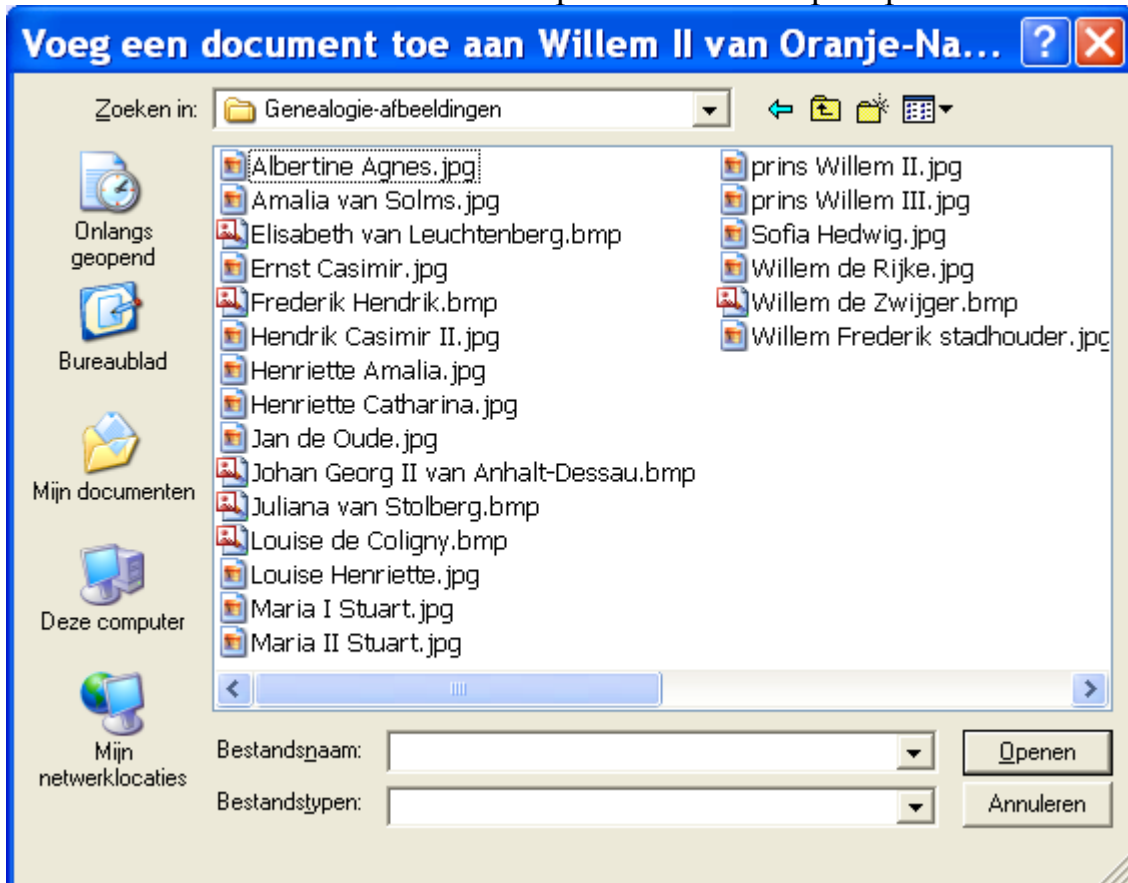 Voeg een document toe aan Willem II van Oranje-Na...
Zoeken in:
Genealogie-afbeeldingen
Onlangs
geopend
Bureaublad
Mijn documenten
Deze computer
Mijn
netwerklocaties
Albertine Agnes.jpg
Amalia van Solms.jpg
Elisabeth van Leuchtenberg.bmp
Ernst Casimir.jpg
Frederik Hendrik.bmp
Hendrik Casimir II.jpg
Henriette Amalia.jpg
Henriette Catharina.jpg
Jan de Oude.jpg
Johan Georg II van Anhalt-Dessau.bmp
Juliana van Stolberg.bmp
Louise de Coligny.bmp
Louise Henriette.jpg
Maria I Stuart.jpg
Maria II Stuart.jpg
prins Willem II.jpg
prins Willem III.jpg
Sofia Hedwig.jpg
Willem de Rijke.jpg
Willem de Zwijger.bmp
Willem Frederik stadhouder.jpg
Bestandsnaam:
Openen
Bestandstypen:
Annuleren